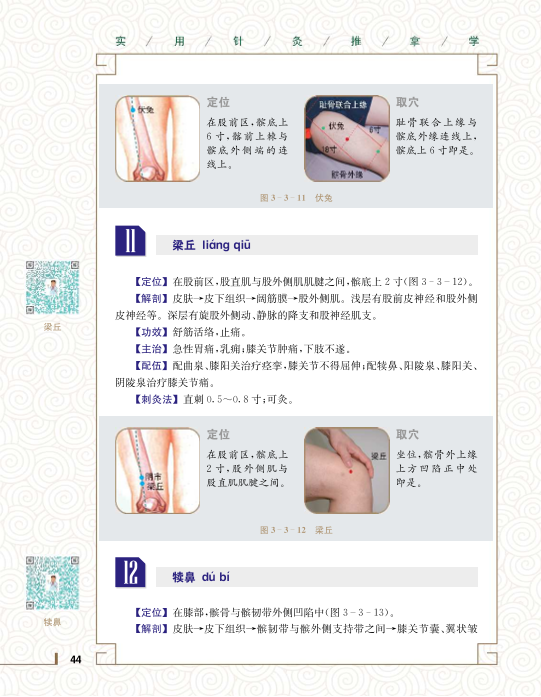 实 / 用 / 针 / 灸 / 推 / 拿 / 学
伏兔
定位
在股前区,髌底上
6寸,髂前上棘与
髌底外侧端的连
线上。
耻骨联合上缘
伏兔
6寸
18寸
髌骨外缘
取穴
耻骨联合上缘与
髌底外缘连线上,
髌底上6寸即是。
图3-3-11 伏兔
11
梁丘 liáng qiū
梁丘
【定位】在股前区,股直肌与股外侧肌肌腱之间,髌底上2寸(图3-3-12)。
【解剖】皮肤→皮下组织→阔筋膜→股外侧肌。浅层有股前皮神经和股外侧
皮神经等。深层有旋股外侧动、静脉的降支和股神经肌支。
【功效】舒筋活络,止痛。
【主治】急性胃痛,乳痈;膝关节肿痛,下肢不遂。
【配伍】配曲泉、膝阳关治疗痉挛,膝关节不得屈伸;配犊鼻、阳陵泉、膝阳关、
阴陵泉治疗膝关节痛。
【刺灸法】直刺0.5～0.8寸;可灸。
阴市
梁丘
定位
在股前区,髌底上
2寸,股外侧肌与
股直肌肌腱之间。
梁丘
取穴
坐位,髌骨外上缘
上方凹陷正中处
即是。
图3-3-12 梁丘
12
犊鼻 dú bí
犊鼻
【定位】在膝部,髌骨与髌韧带外侧凹陷中(图3-3-13)。
【解剖】皮肤→皮下组织→髌韧带与髌外侧支持带之间→膝关节囊、翼状皱
44